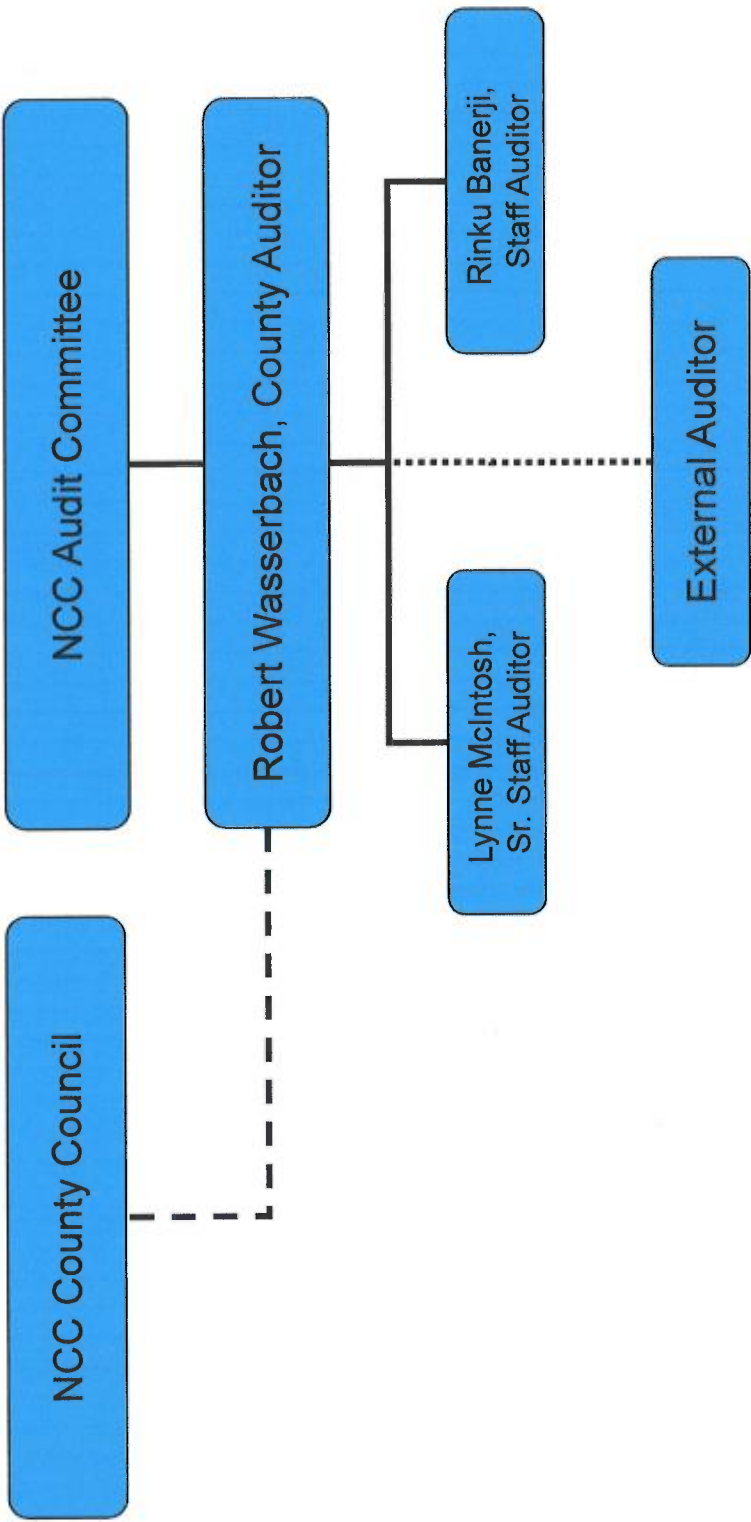 NCC County Council
NCC Audit Committee
Robert Wasserbach, County Auditor
Lynne McIntosh,
Sr. Staff Auditor
Rinku Banerji,
Staff Auditor
External Auditor